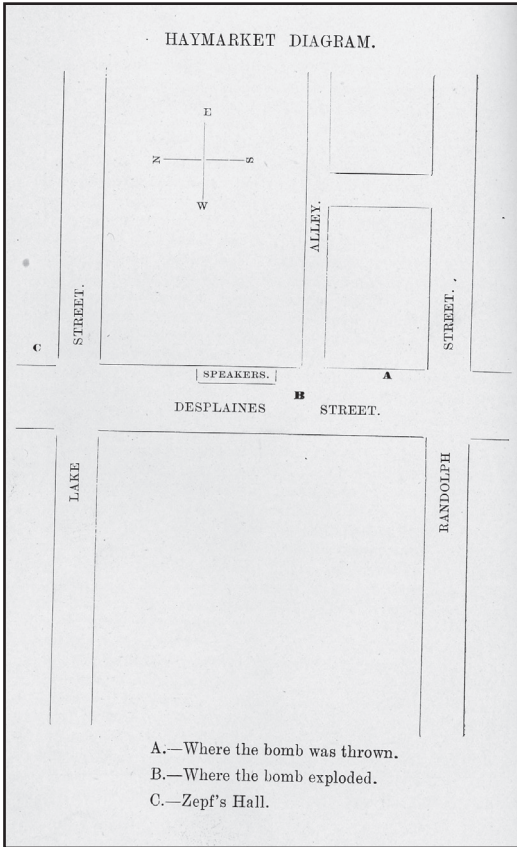 HAYMARKET DIAGRAM.
E
N
S
W
ALLEY.
STREET.
STREET.
C
SPEAKERS.
A
B
DESPLAINES STREET.
LAKE
RANDOLPH
A.—Where the bomb was thrown.
B.—Where the bomb exploded.
C.—Zepf's Hall.